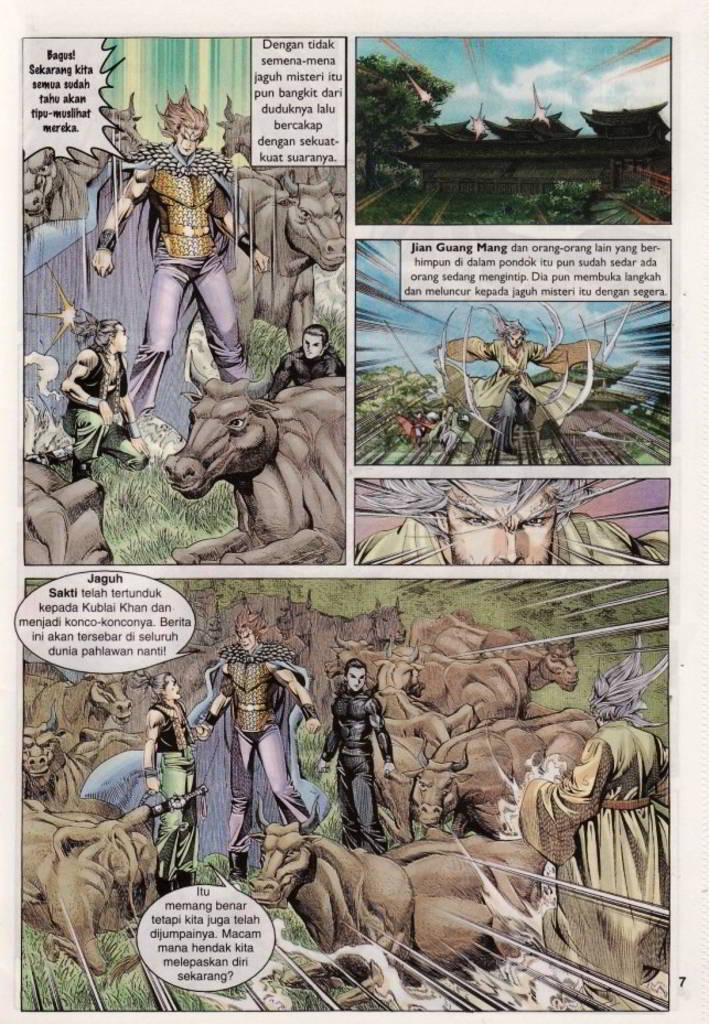 Bagus!
Sekarang kita
semua sudah
tahu akan
tipu-muslihat
mereka.
Dengan tidak
semena-mena
jaguh misteri itu
pun bangkit dari
duduknya lalu
bercakap
dengan sekuat-
kuat suaranya.
Jian Guang Mang dan orang-orang lain yang ber-
himpun di dalam pondok itu pun sudah sedar ada
orang sedang mengintip. Dia pun membuka langkah
dan meluncur kepada jaguh misteri itu dengan segera.
Jaguh
Sakti telah tertunduk
kepada Kublai Khan dan
menjadi konco-konconya. Berita
ini akan tersebar di seluruh
dunia pahlawan nanti!
Itu
memang benar
tetapi kita juga telah
dijumpainya. Macam
mana hendak kita
melepaskan diri
sekarang?
7